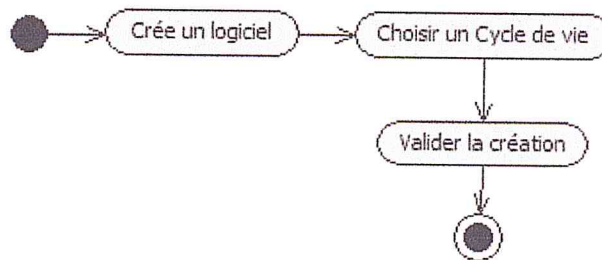 Crée un logiciel
Choisir un Cycle de vie
Valider la création